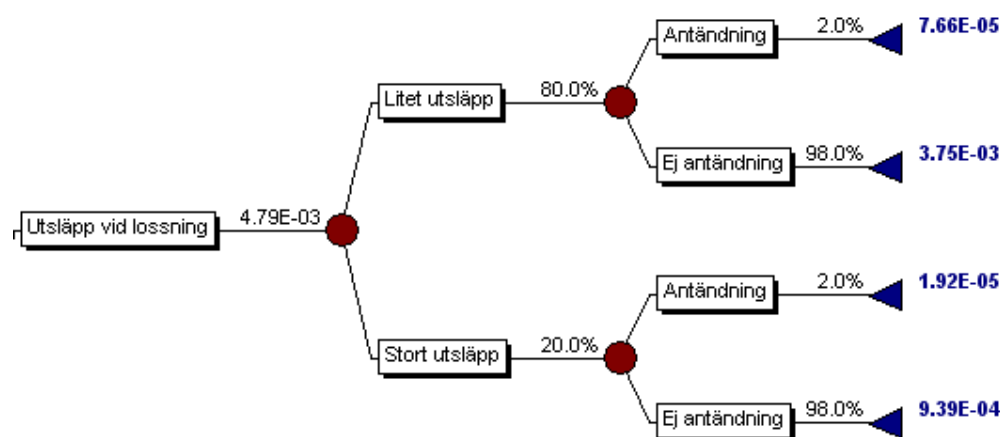 Antändning 2.0% 7.66E-05
Litet utsläpp 80.0%
Ej antändning 98.0% 3.75E-03
Utsläpp vid lossning 4.79E-03
Antändning 2.0% 1.92E-05
Stort utsläpp 20.0%
Ej antändning 98.0% 9.39E-04